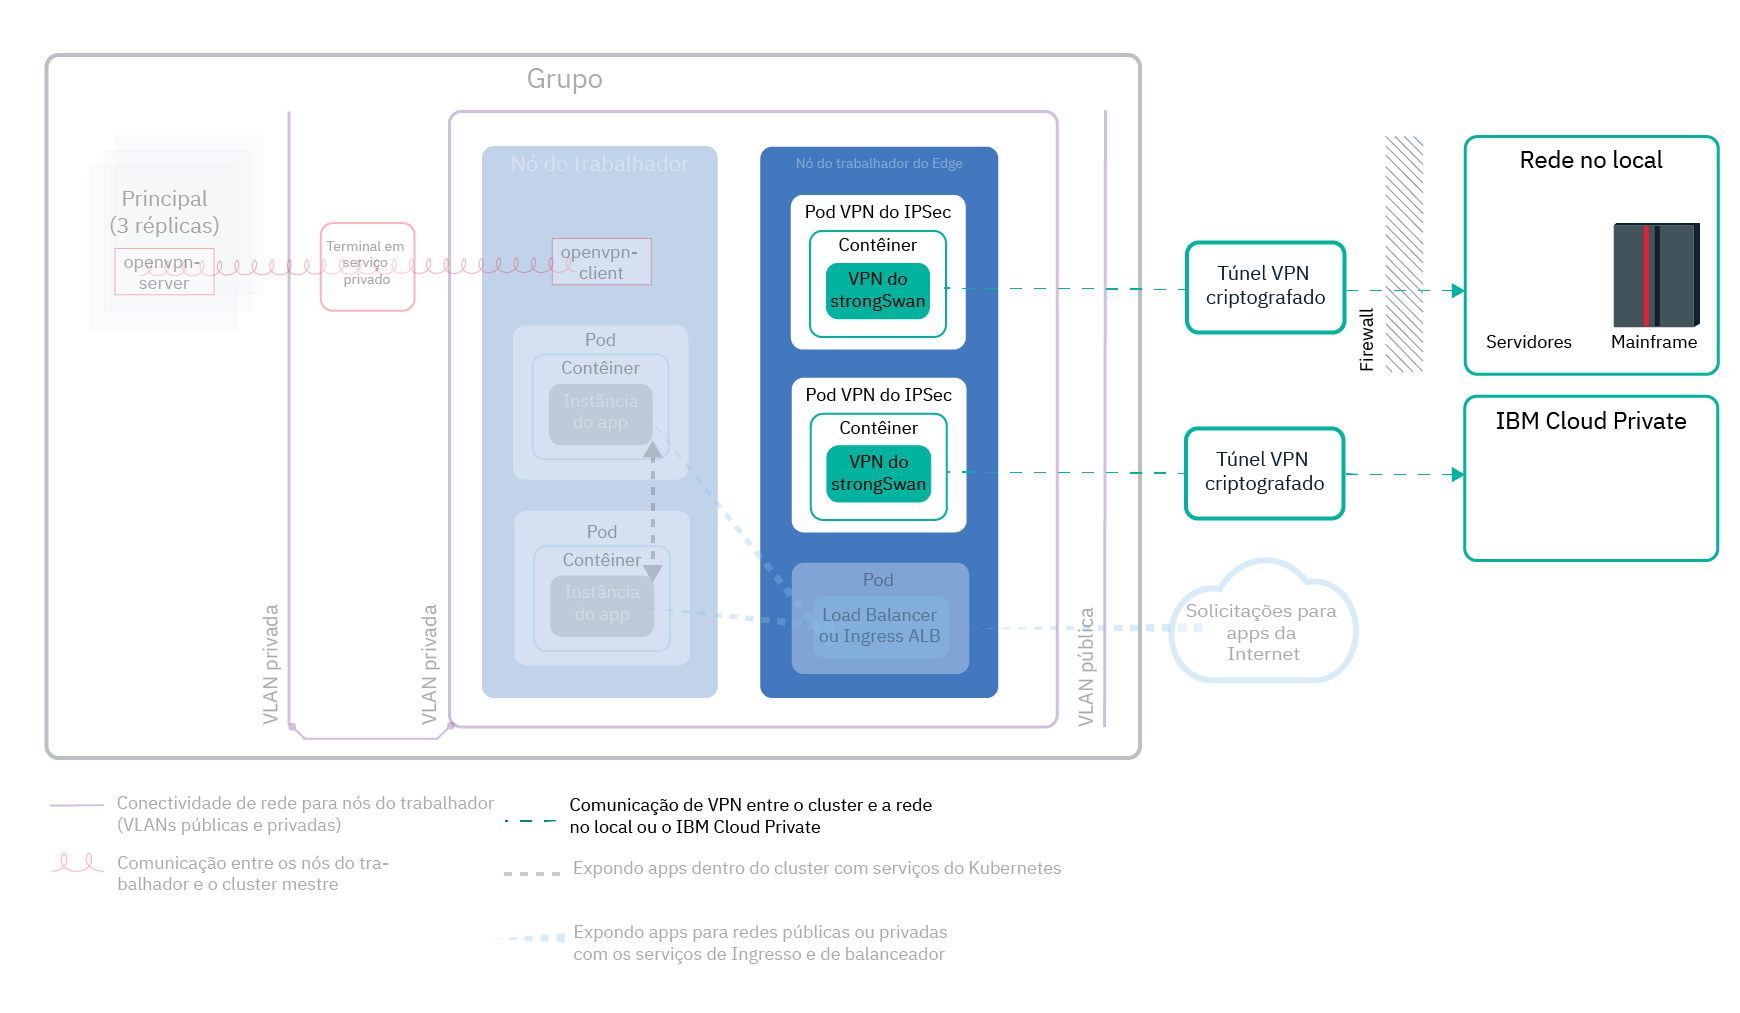 Grupo
Principal
(3 réplicas)
openvpn-
server
Terminal em
serviço
privado
VLAN privada
VLAN privada
Nó do trabalhador
openvpn-
client
Pod
Contêiner
Instância
do app
Pod
Contêiner
Instância
do app
Nó do trabalhador do Edge
Pod VPN do IPSec
Contêiner
VPN do
strongSwan
Pod VPN do IPSec
Contêiner
VPN do
strongSwan
Pod
Load Balancer
ou Ingress ALB
VLAN pública
Túnel VPN
criptografado
Firewall
Rede no local
Servidores
Mainframe
Túnel VPN
criptografado
IBM Cloud Private
Solicitações para
apps da
Internet
Conectividade de rede para nós do trabalhador
(VLANs públicas e privadas)
Comunicação entre os nós do tra-
balhador e o cluster mestre
Comunicação de VPN entre o cluster e a rede
no local ou o IBM Cloud Private
Expondo apps dentro do cluster com serviços do Kubernetes
Expondo apps para redes públicas ou privadas
com os serviços de Ingresso e de balanceador